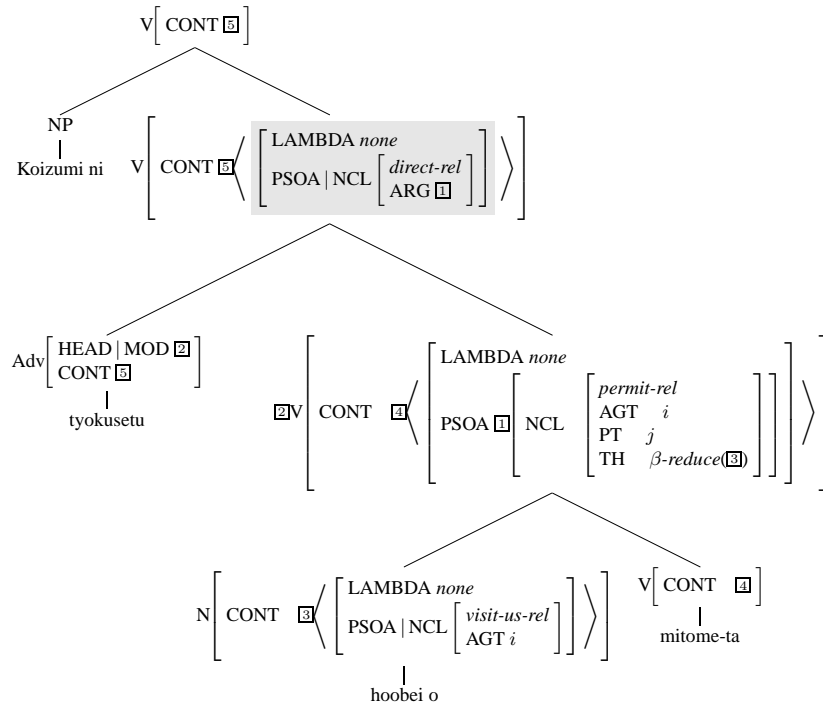 V[ CONT 5 ]
NP
Koizumi ni
V[ CONT 5 ⟨ [ LAMBDA none
PSOA | NCL [ direct-rel
ARG 1 ] ] ⟩ ]
Adv[ HEAD | MOD 2
CONT 5 ]
tyokusetu
2 V[ CONT 4 ⟨ [ LAMBDA none
PSOA 1 [ NCL [ permit-rel
AGT i
PT j
TH β-reduce(3) ] ] ] ⟩ ]
N[ CONT 3 ⟨ [ LAMBDA none
PSOA | NCL [ visit-us-rel
AGT i ] ] ⟩ ]
hoobei o
V[ CONT 4 ]
mitome-ta